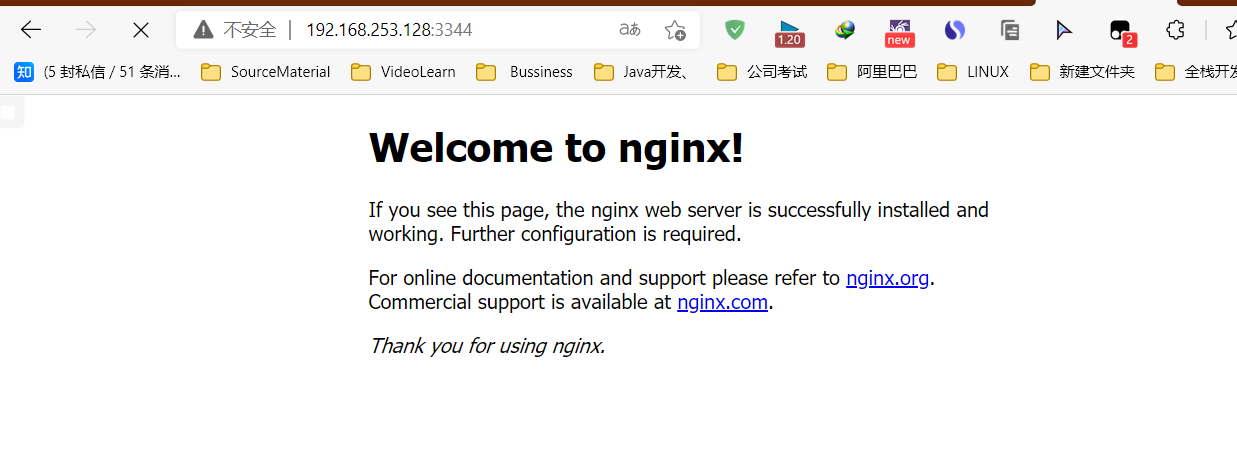 不安全 192.168.253.128:3344 aあ
1.20
new
2
知 (5 封私信 / 51 条消... SourceMaterial VideoLearn Bussiness Java开发、 公司考试 阿里巴巴 LINUX 新建文件夹 全栈开发
Welcome to nginx!
If you see this page, the nginx web server is successfully installed and
working. Further configuration is required.
For online documentation and support please refer to nginx.org.
Commercial support is available at nginx.com.
Thank you for using nginx.